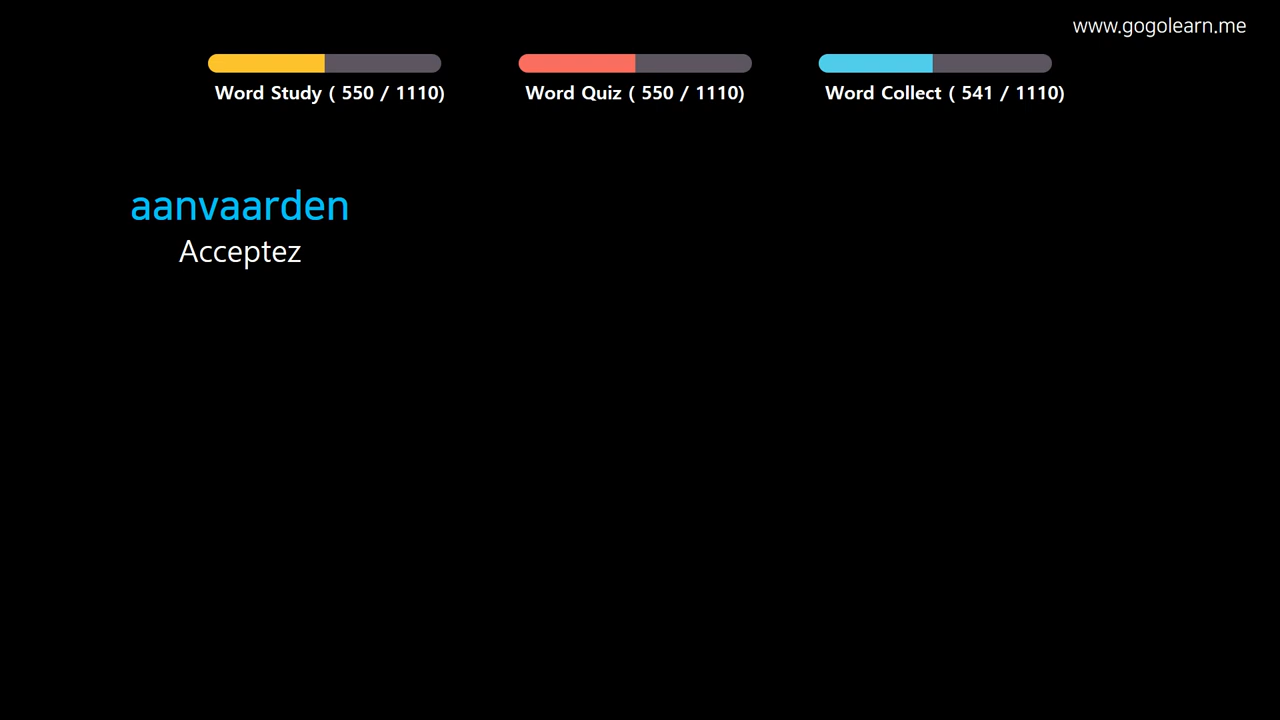 www.gogolearn.me
Word Study ( 550 / 1110)
Word Quiz ( 550 / 1110)
Word Collect ( 541 / 1110)
aanvaarden
Acceptez